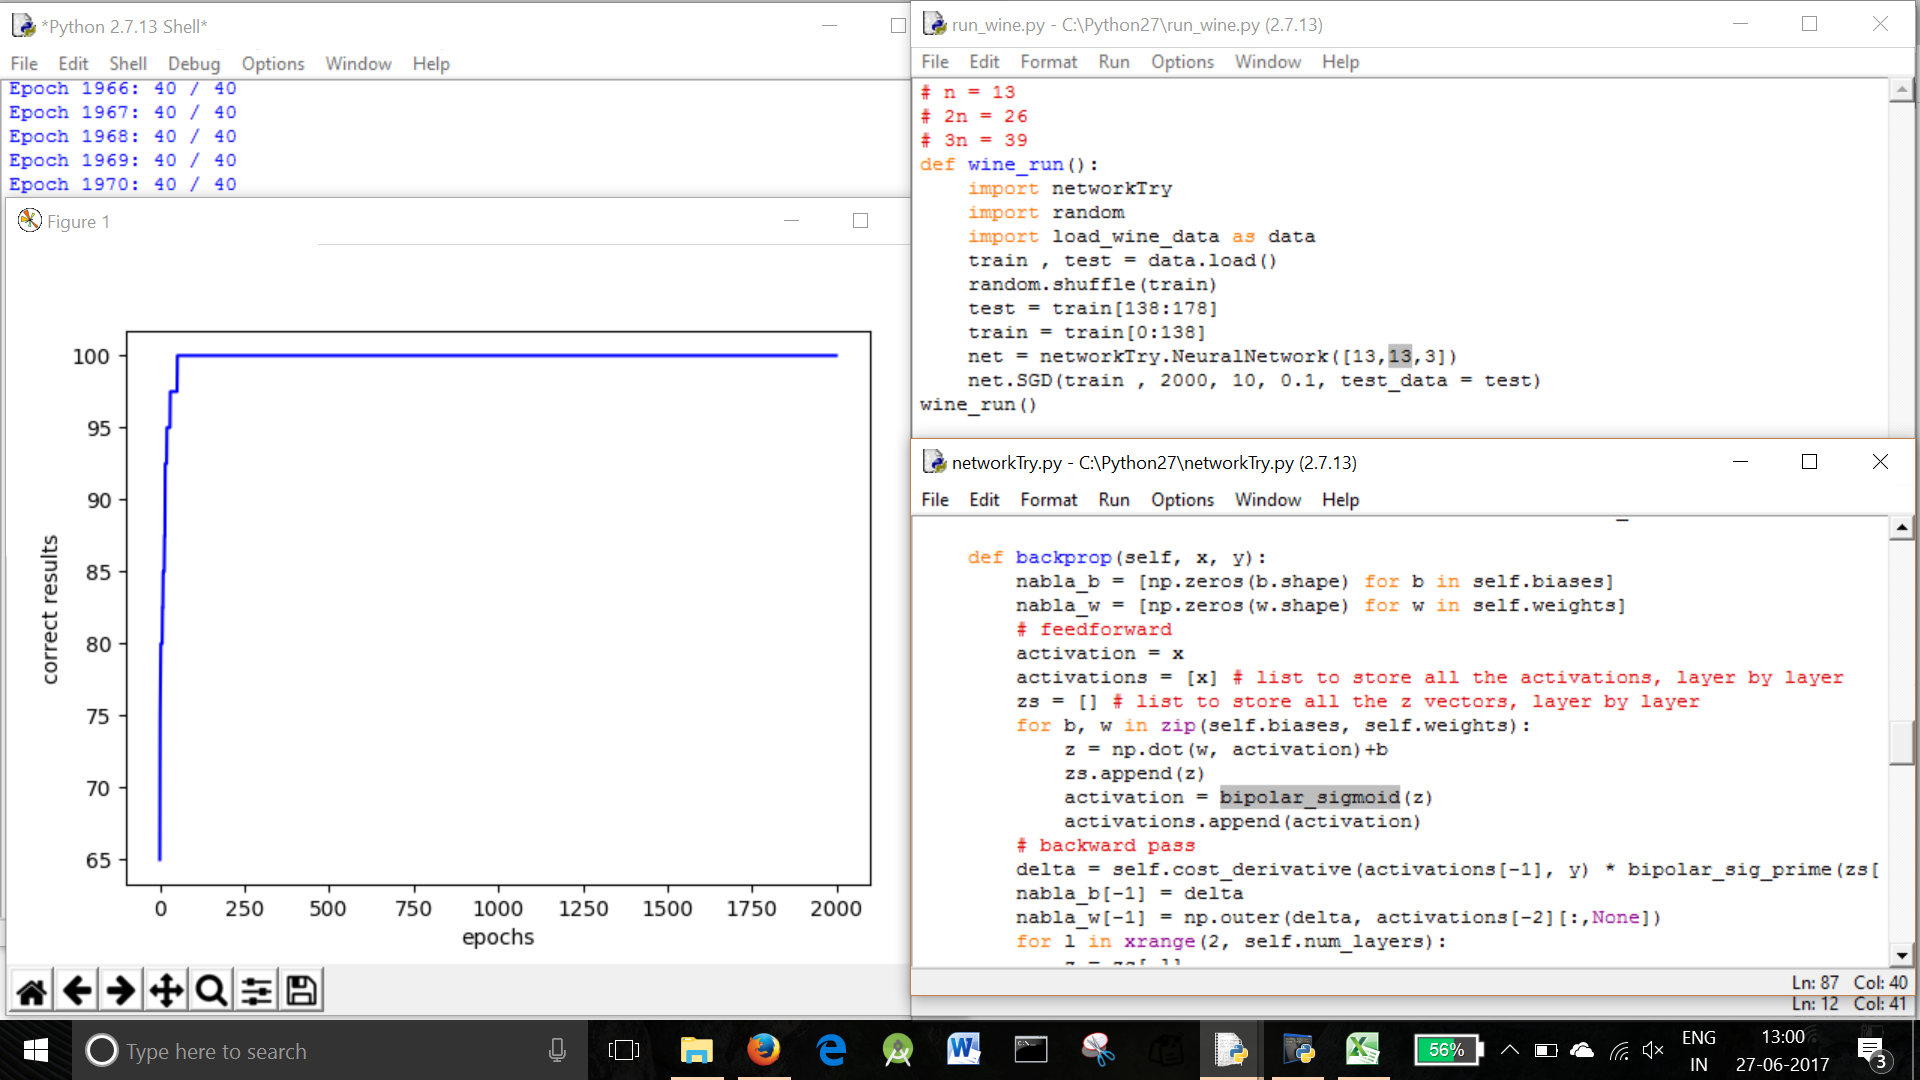 *Python 2.7.13 Shell*
File Edit Shell Debug Options Window Help
Epoch 1966: 40 / 40
Epoch 1967: 40 / 40
Epoch 1968: 40 / 40
Epoch 1969: 40 / 40
Epoch 1970: 40 / 40
Figure 1
100
95
90
85
80
75
70
65
correct results
0 250 500 750 1000 1250 1500 1750 2000
epochs
run_wine.py - C:\Python27\run_wine.py (2.7.13)
File Edit Format Run Options Window Help
# n = 13
# 2n = 26
# 3n = 39
def wine_run():
    import networkTry
    import random
    import load_wine_data as data
    train , test = data.load()
    random.shuffle(train)
    test = train[138:178]
    train = train[0:138]
    net = networkTry.NeuralNetwork([13,13,3])
    net.SGD(train , 2000, 10, 0.1, test_data = test)
wine_run()
networkTry.py - C:\Python27\networkTry.py (2.7.13)
File Edit Format Run Options Window Help
    def backprop(self, x, y):
        nabla_b = [np.zeros(b.shape) for b in self.biases]
        nabla_w = [np.zeros(w.shape) for w in self.weights]
        # feedforward
        activation = x
        activations = [x] # list to store all the activations, layer by layer
        zs = [] # list to store all the z vectors, layer by layer
        for b, w in zip(self.biases, self.weights):
            z = np.dot(w, activation)+b
            zs.append(z)
            activation = bipolar_sigmoid(z)
            activations.append(activation)
        # backward pass
        delta = self.cost_derivative(activations[-1], y) * bipolar_sig_prime(zs[
        nabla_b[-1] = delta
        nabla_w[-1] = np.outer(delta, activations[-2][:,None])
        for l in xrange(2, self.num_layers):
Ln: 87 Col: 40
Ln: 12 Col: 41
Type here to search
56%
ENG
IN
13:00
27-06-2017
3